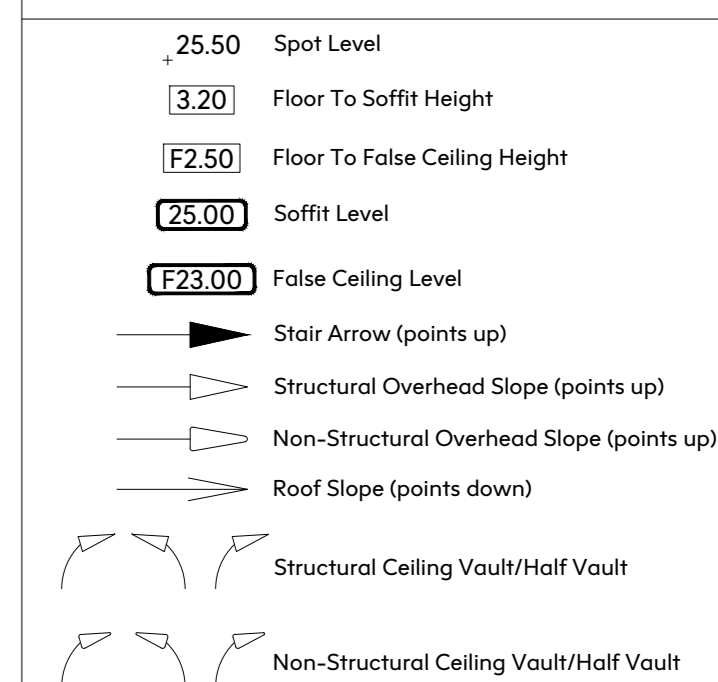 +25.50 Spot Level
3.20 Floor To Soffit Height
F2.50 Floor To False Ceiling Height
25.00 Soffit Level
F23.00 False Ceiling Level
Stair Arrow (points up)
Structural Overhead Slope (points up)
Non-Structural Overhead Slope (points up)
Roof Slope (points down)
Structural Ceiling Vault/Half Vault
Non-Structural Ceiling Vault/Half Vault